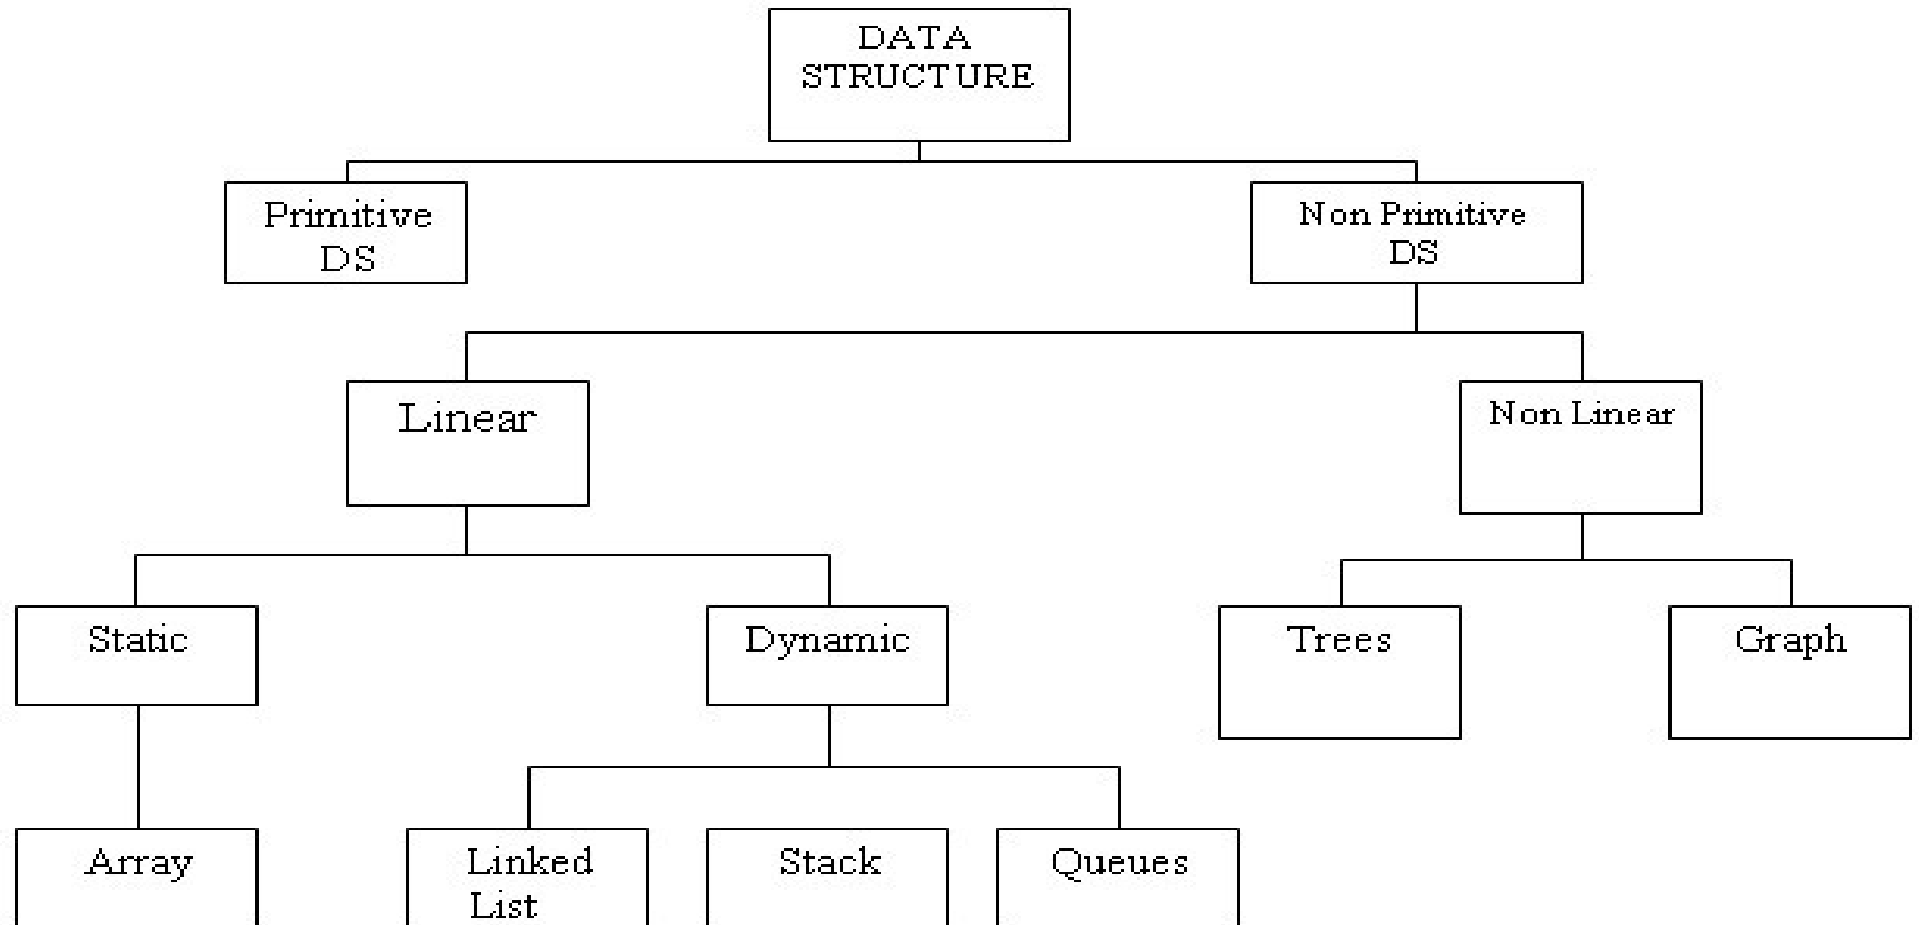 DATA
STRUCTURE
Primitive
DS
Non Primitive
DS
Linear
Non Linear
Static
Dynamic
Trees
Graph
Array
Linked
List
Stack
Queues